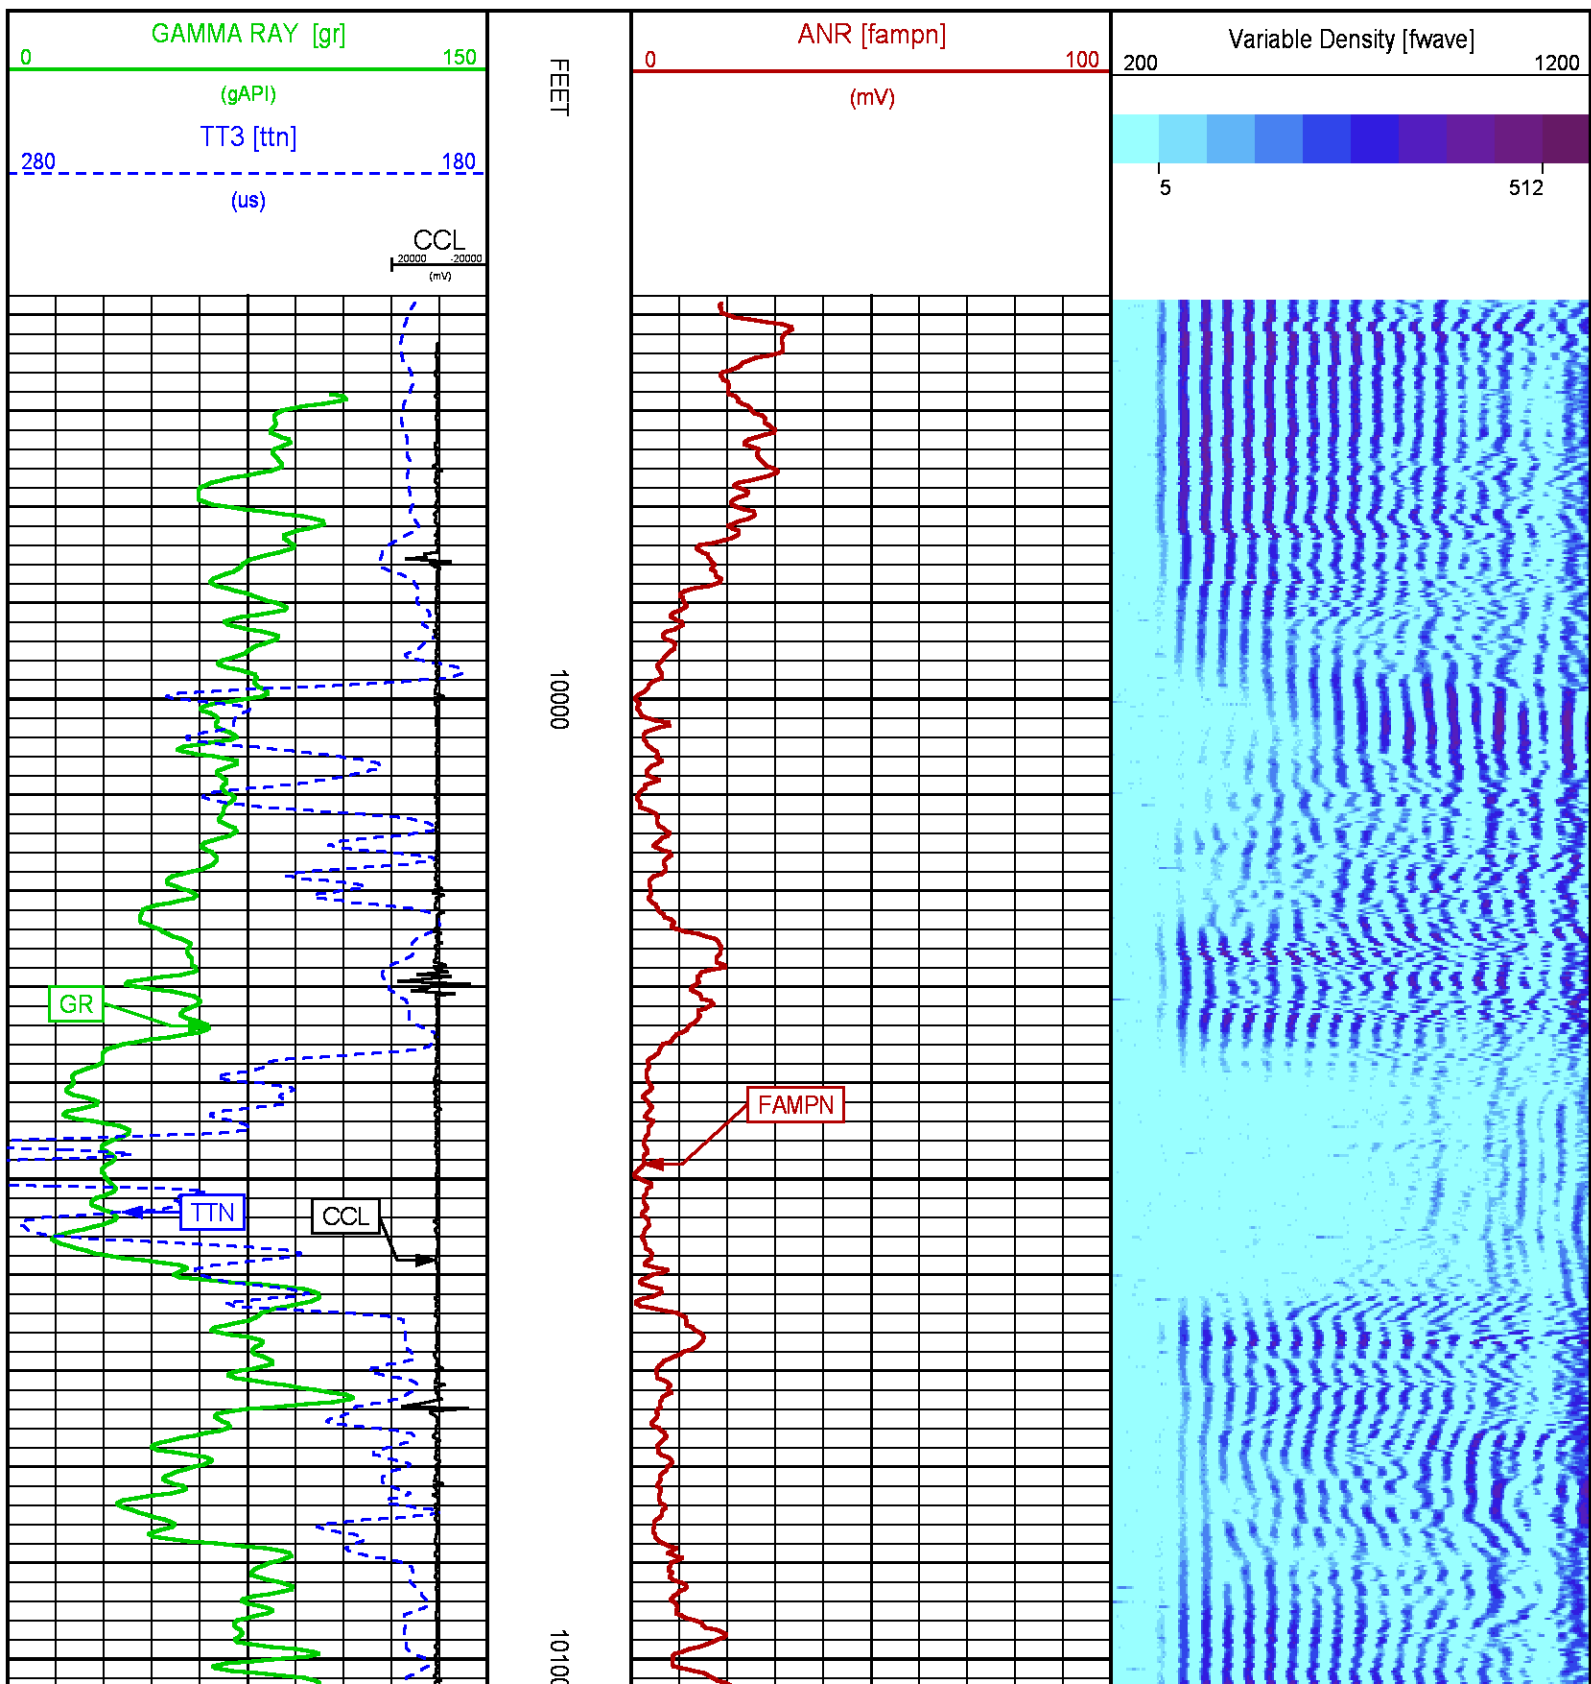 GAMMA RAY [gr]
0 150
(gAPI)
TT3 [ttn]
280 180
(us)
CCL
20000 -20000
(mV)
FEET
ANR [fampn]
0 100
(mV)
Variable Density [fwave]
200 1200
5 512
10000
GR
FAMPN
TTN
CCL
10100